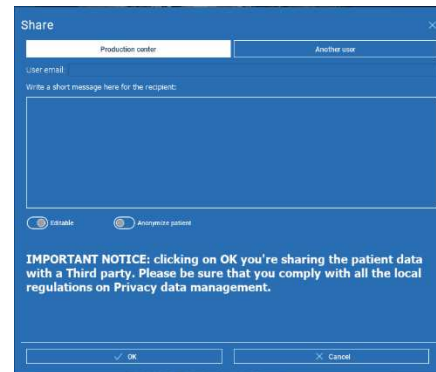 Share
Production center
Another user
User email:
Write a short message here for the recipient:
Editable
Anonymize patient
IMPORTANT NOTICE: clicking on OK you're sharing the patient data
with a Third party. Please be sure that you comply with all the local
regulations on Privacy data management.
OK
Cancel